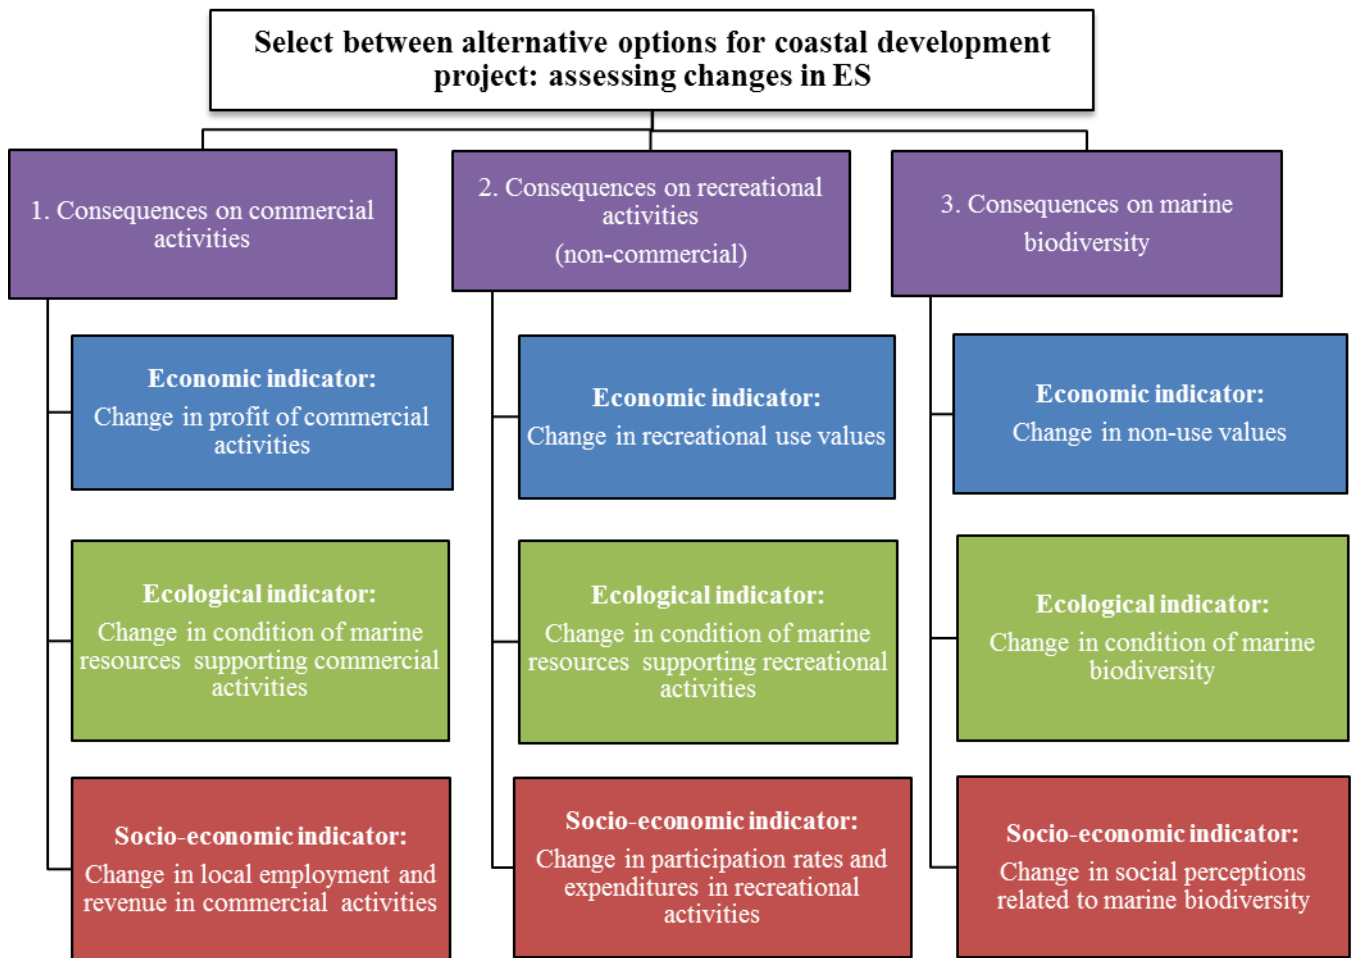 Select between alternative options for coastal development
project: assessing changes in ES
1. Consequences on commercial
activities
2. Consequences on recreational
activities
(non-commercial)
3. Consequences on marine
biodiversity
Economic indicator:
Change in profit of commercial
activities
Economic indicator:
Change in recreational use values
Economic indicator:
Change in non-use values
Ecological indicator:
Change in condition of marine
resources supporting commercial
activities
Ecological indicator:
Change in condition of marine
resources supporting recreational
activities
Ecological indicator:
Change in condition of marine
biodiversity
Socio-economic indicator:
Change in local employment and
revenue in commercial activities
Socio-economic indicator:
Change in participation rates and
expenditures in recreational
activities
Socio-economic indicator:
Change in social perceptions
related to marine biodiversity